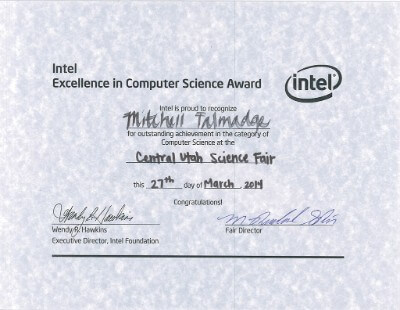 Intel
Excellence in Computer Science Award
intel
Intel is proud to recognize
Mitchell Talmadge
for outstanding achievement in the category of
Computer Science at the
Central Utah Science Fair
this 27th day of March, 2014
Congratulations!
Wendy Hawkins
Wendy Hawkins
Fair Director
Executive Director, Intel Foundation